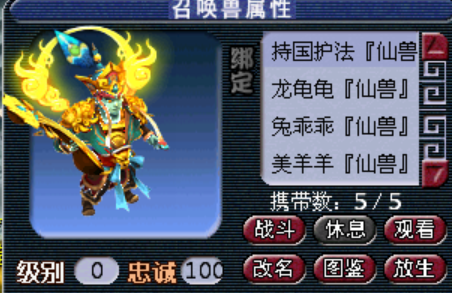 召唤兽属性
绑定
持国护法『仙兽
龙龟龟『仙兽』
兔乖乖『仙兽』
美羊羊『仙兽』
携带数：5/5
战斗 休息 观看
级别 0 忠诚 100 改名 图鉴 放生